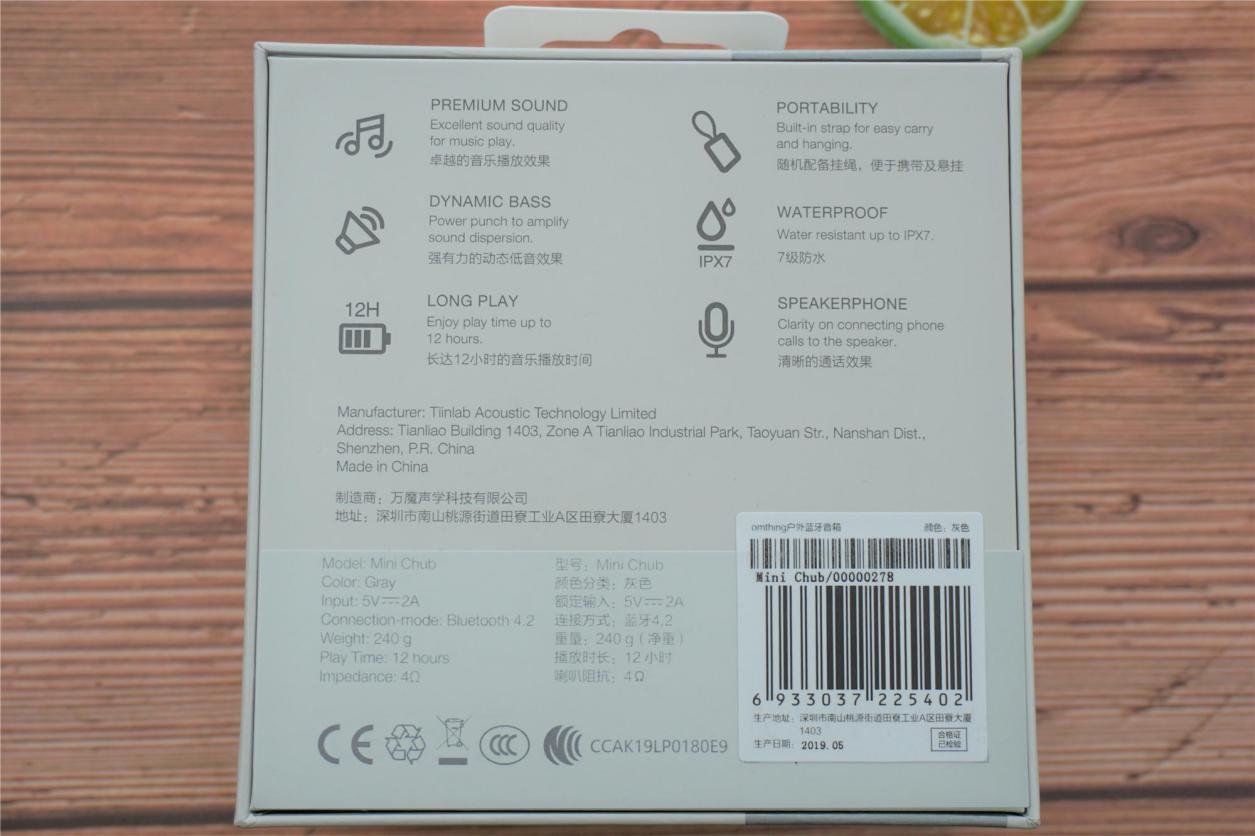 PREMIUM SOUND
Excellent sound quality
for music play.
卓越的音乐播放效果
PORTABILITY
Built-in strap for easy carry
and hanging.
随机配备挂绳，便于携带及悬挂
DYNAMIC BASS
Power punch to amplify
sound dispersion.
强有力的动态低音效果
IPX7
WATERPROOF
Water resistant up to IPX7.
7级防水
12H
LONG PLAY
Enjoy play time up to
12 hours.
长达12小时的音乐播放时间
SPEAKERPHONE
Clarity on connecting phone
calls to the speaker.
清晰的通话效果
Manufacturer: Tiinlab Acoustic Technology Limited
Address: Tianliao Building 1403, Zone A Tianliao Industrial Park, Taoyuan Str., Nanshan Dist.,
Shenzhen, P.R. China
Made in China
制造商：万魔声学科技有限公司
地址：深圳市南山桃源街道田寮工业A区田寮大厦1403
Model: Mini Chub
Color: Gray
Input: 5V⎓2A
Connection-mode: Bluetooth 4.2
Weight: 240 g
Play Time: 12 hours
Impedance: 4Ω
型号：Mini Chub
颜色分类：灰色
额定输入：5V⎓2A
连接方式：蓝牙4.2
重量：240 g（净重）
播放时长：12 小时
喇叭阻抗：4Ω
CE
CCC
CCAK19LP0180E9
omthing户外蓝牙音箱 颜色：灰色
Mini Chub/00000278
6 933037 225402
生产地址：深圳市南山桃源街道田寮工业A区田寮大厦
1403
生产日期：2019.05
合格证
已检验